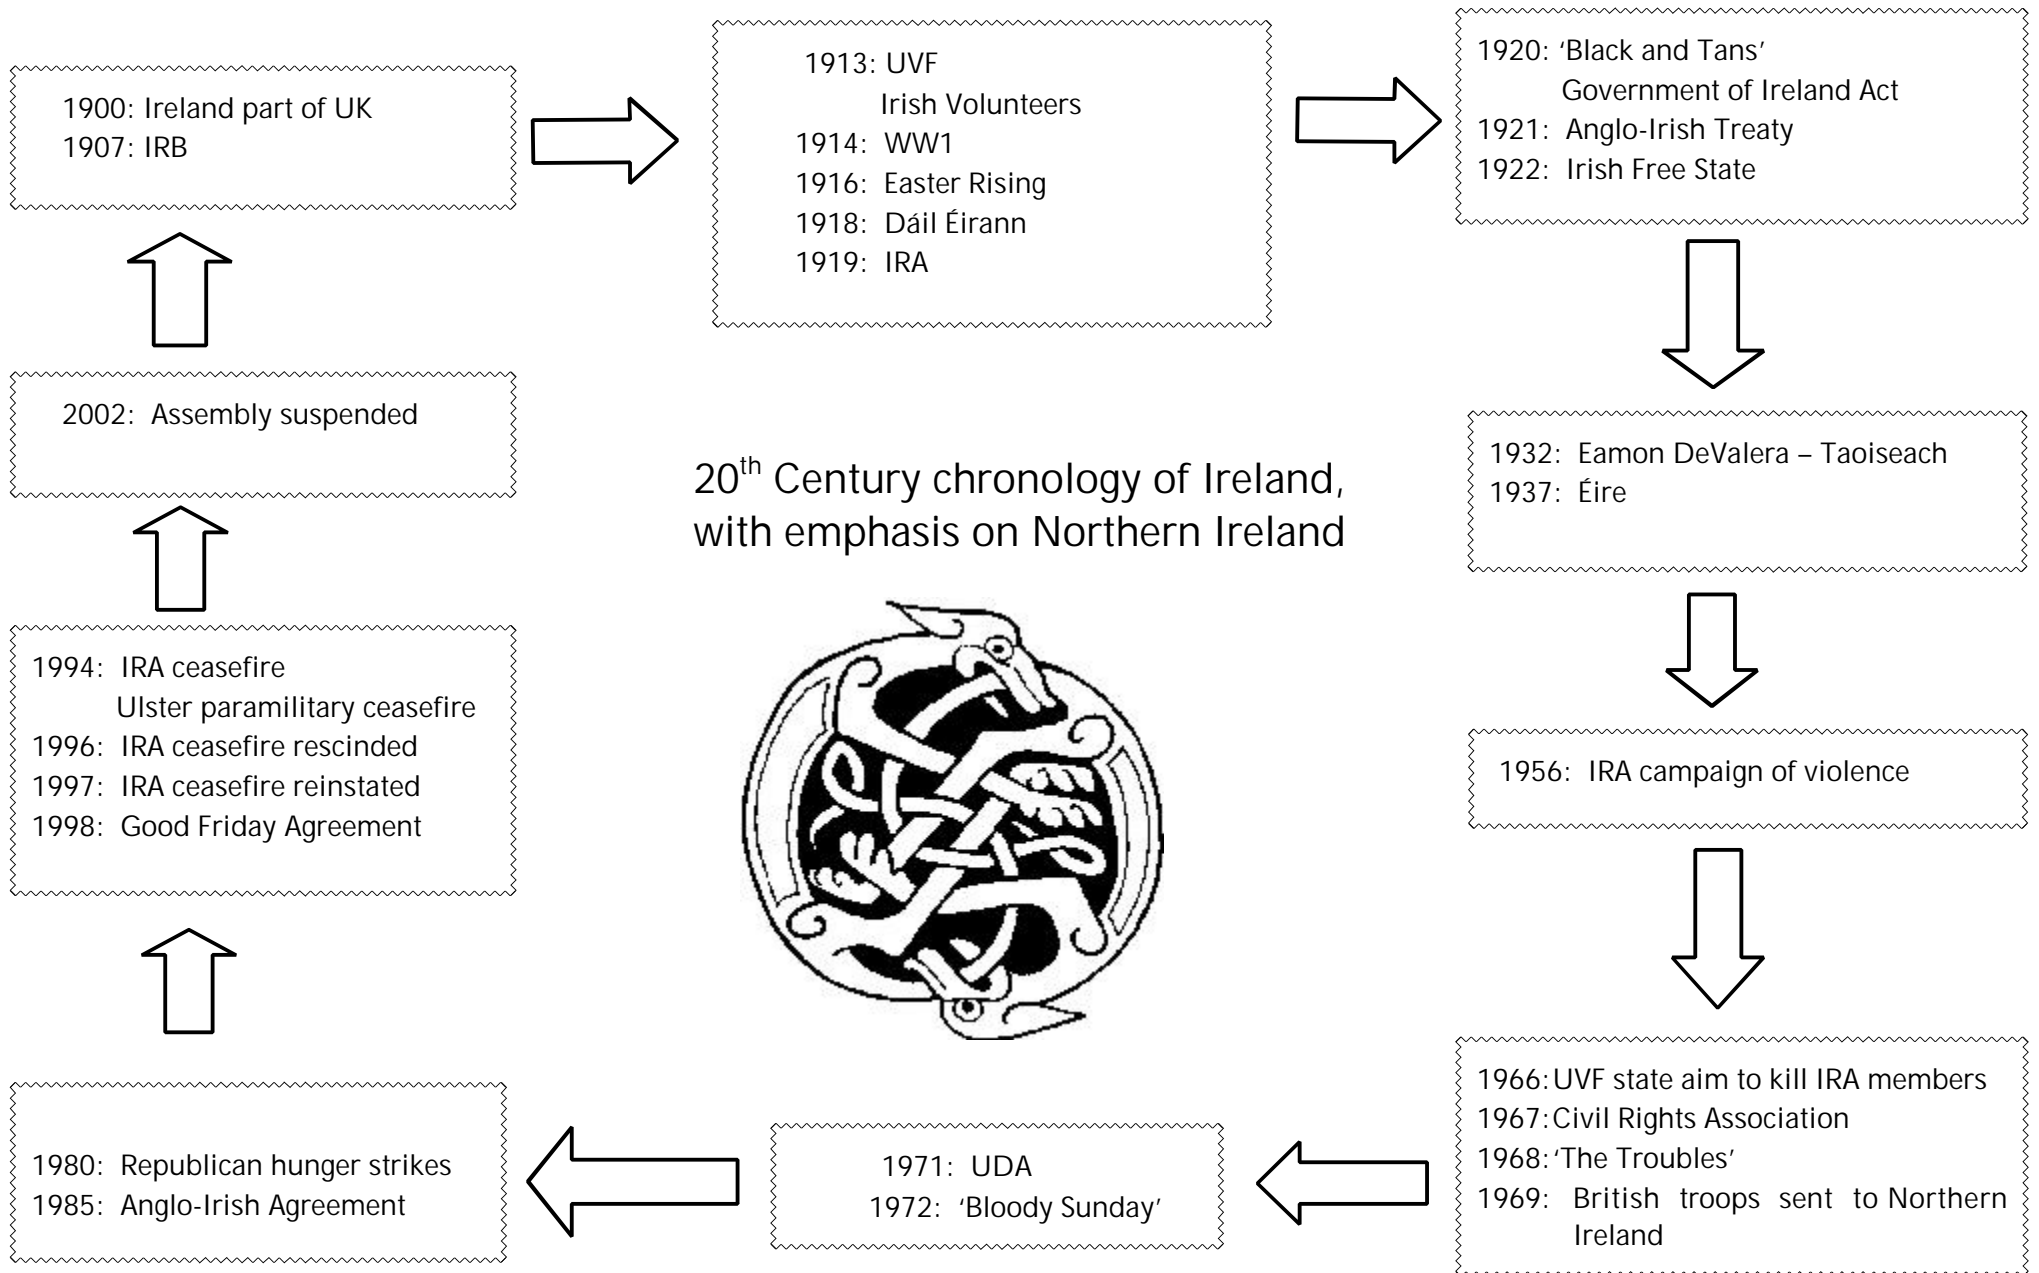 1900: Ireland part of UK
1907: IRB
1913: UVF
Irish Volunteers
1914: WW1
1916: Easter Rising
1918: Dáil Éirann
1919: IRA
1920: ‘Black and Tans’
Government of Ireland Act
1921: Anglo-Irish Treaty
1922: Irish Free State
1932: Eamon DeValera – Taoiseach
1937: Éire
1956: IRA campaign of violence
1966: UVF state aim to kill IRA members
1967: Civil Rights Association
1968: ‘The Troubles’
1969: British troops sent to Northern
Ireland
1971: UDA
1972: ‘Bloody Sunday’
1980: Republican hunger strikes
1985: Anglo-Irish Agreement
1994: IRA ceasefire
Ulster paramilitary ceasefire
1996: IRA ceasefire rescinded
1997: IRA ceasefire reinstated
1998: Good Friday Agreement
2002: Assembly suspended
20th Century chronology of Ireland,
with emphasis on Northern Ireland